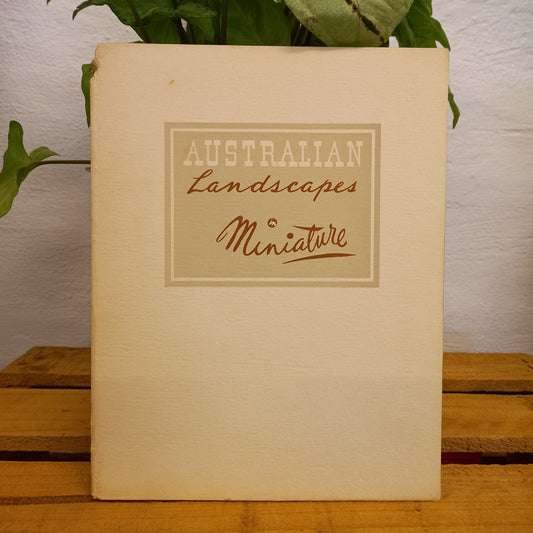 AUSTRALIAN
Landscapes
in
Miniature